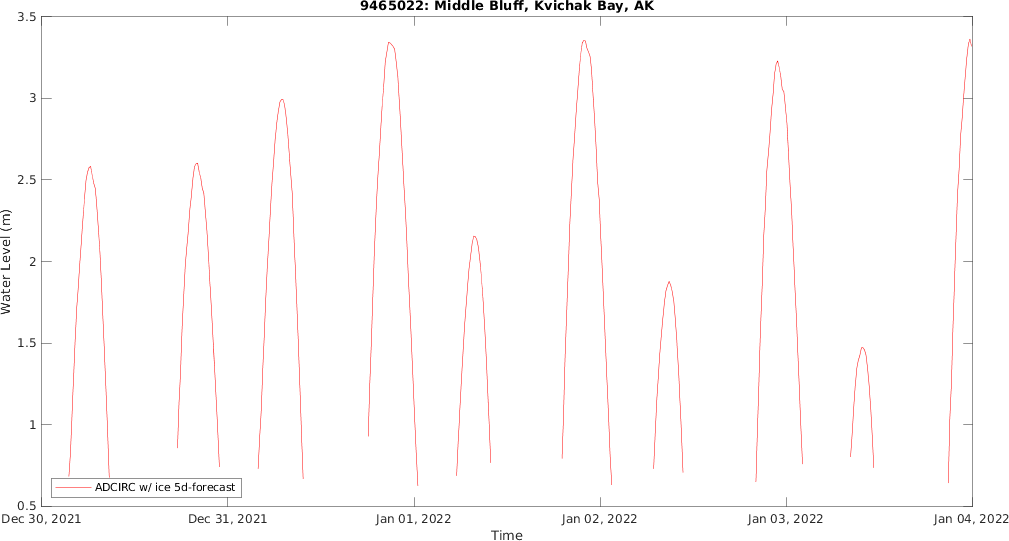 9465022: Middle Bluff, Kvichak Bay, AK
3.5
3
2.5
2
1.5
1
0.5
Water Level (m)
ADCIRC w/ ice 5d-forecast
Dec 30, 2021
Dec 31, 2021
Jan 01, 2022
Jan 02, 2022
Jan 03, 2022
Jan 04, 2022
Time